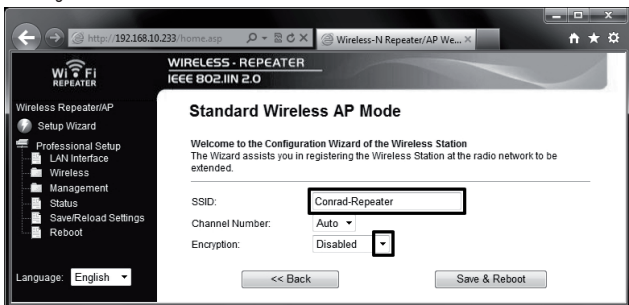 http://192.168.10.233/home.asp
Wireless-N Repeater/AP We...
Wi Fi
REPEATER
WIRELESS - REPEATER
IEEE 802.11N 2.0
Wireless Repeater/AP
Setup Wizard
Professional Setup
LAN Interface
Wireless
Management
Status
Save/Reload Settings
Reboot
Language: English
Standard Wireless AP Mode
Welcome to the Configuration Wizard of the Wireless Station
The Wizard assists you in registering the Wireless Station at the radio network to be
extended.
SSID: Conrad-Repeater
Channel Number: Auto
Encryption: Disabled
<< Back
Save & Reboot